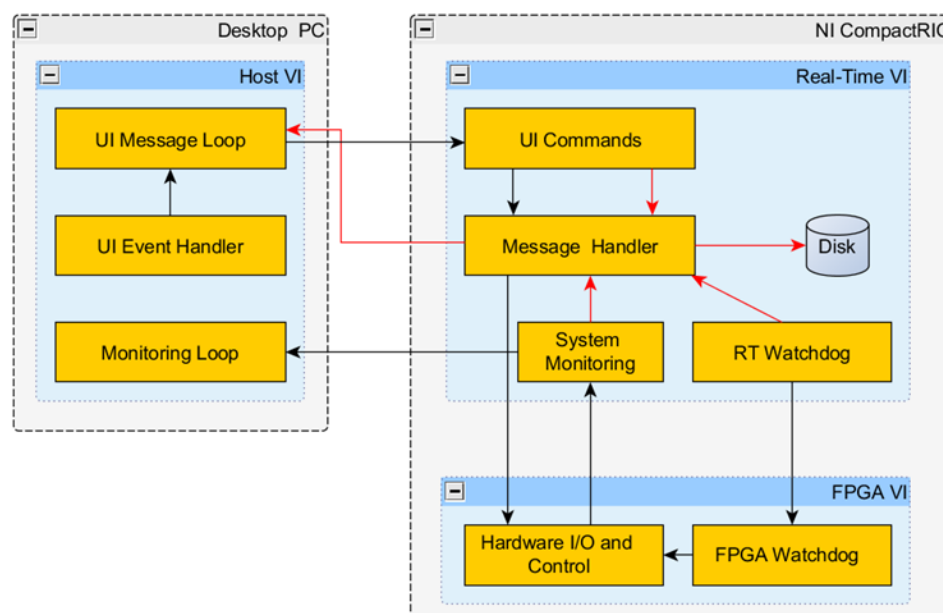 Desktop PC
NI CompactRIO
Host VI
Real-Time VI
UI Message Loop
UI Commands
UI Event Handler
Message Handler
Disk
Monitoring Loop
System
Monitoring
RT Watchdog
FPGA VI
Hardware I/O and
Control
FPGA Watchdog